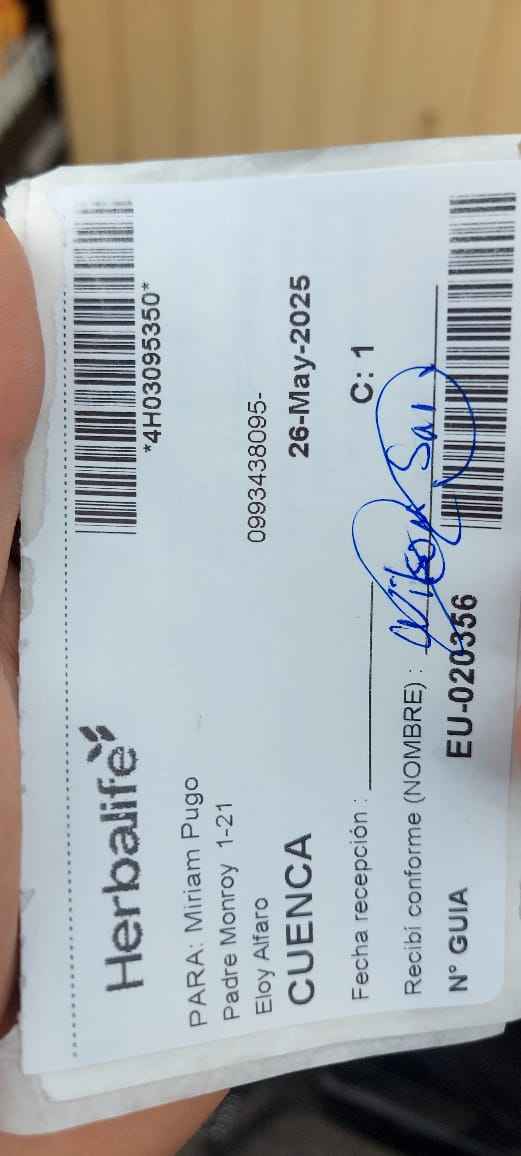 Herbalife
*4H03095350*
PARA: Miriam Pugo
Padre Monroy 1-21
Eloy Alfaro
0993438095-
CUENCA
26-May-2025
Fecha recepción :
C: 1
Recibí conforme (NOMBRE) :
N° GUIA EU-020356